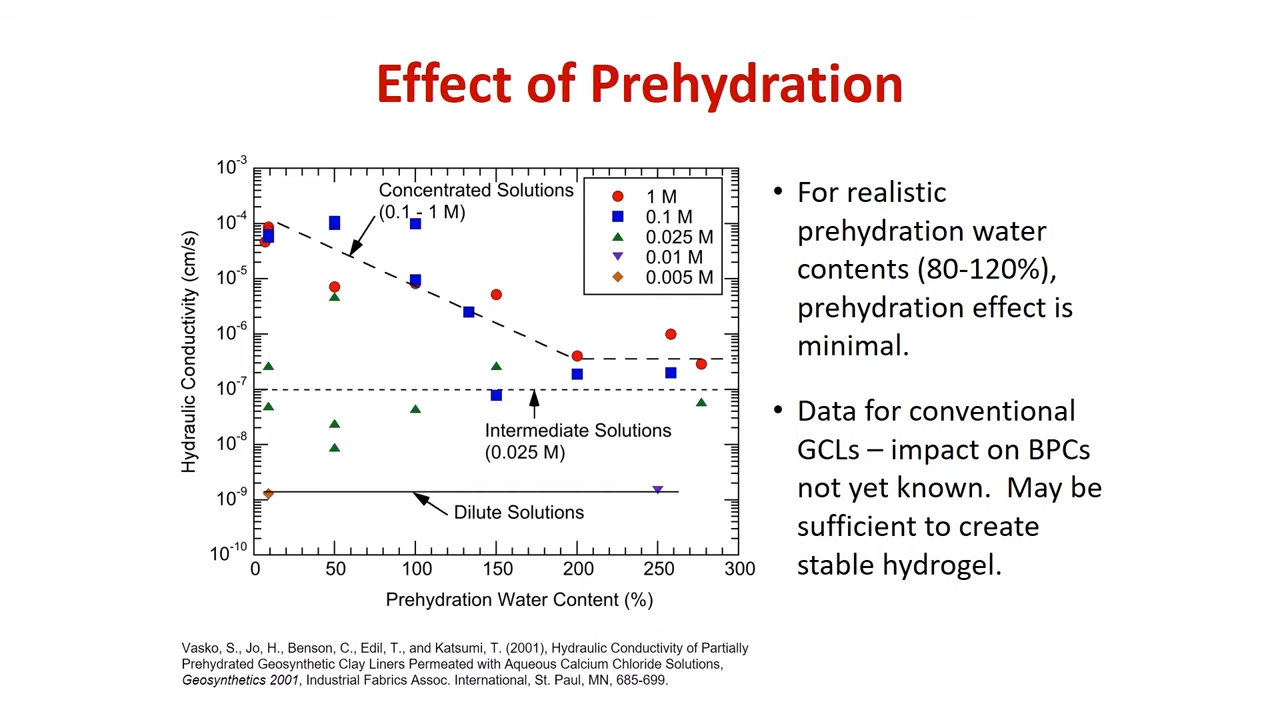 Effect of Prehydration
10-3
10-4
10-5
10-6
10-7
10-8
10-9
10-10
Hydraulic Conductivity (cm/s)
Concentrated Solutions
(0.1 - 1 M)
1 M
0.1 M
0.025 M
0.01 M
0.005 M
Intermediate Solutions
(0.025 M)
Dilute Solutions
0 50 100 150 200 250 300
Prehydration Water Content (%)
• For realistic
prehydration water
contents (80-120%),
prehydration effect is
minimal.
• Data for conventional
GCLs – impact on BPCs
not yet known. May be
sufficient to create
stable hydrogel.
Vasko, S., Jo, H., Benson, C., Edil, T., and Katsumi, T. (2001), Hydraulic Conductivity of Partially
Prehydrated Geosynthetic Clay Liners Permeated with Aqueous Calcium Chloride Solutions,
Geosynthetics 2001, Industrial Fabrics Assoc. International, St. Paul, MN, 685-699.